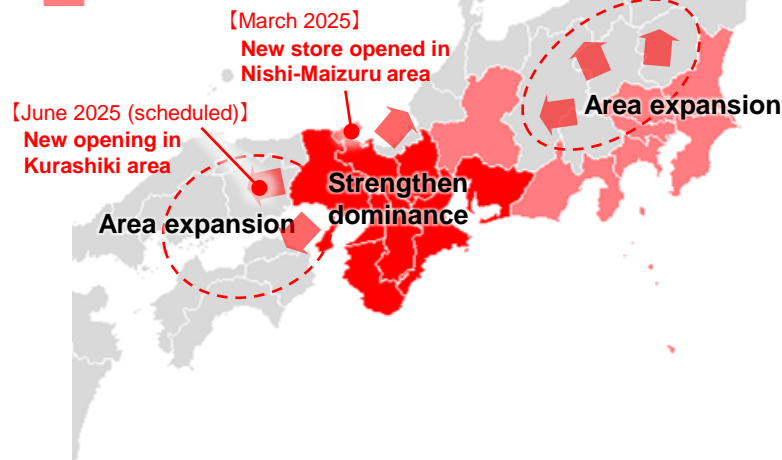 【March 2025】
New store opened in
Nishi-Maizuru area
【June 2025 (scheduled)】
New opening in
Kurashiki area
Area expansion
Strengthen
dominance
Area expansion